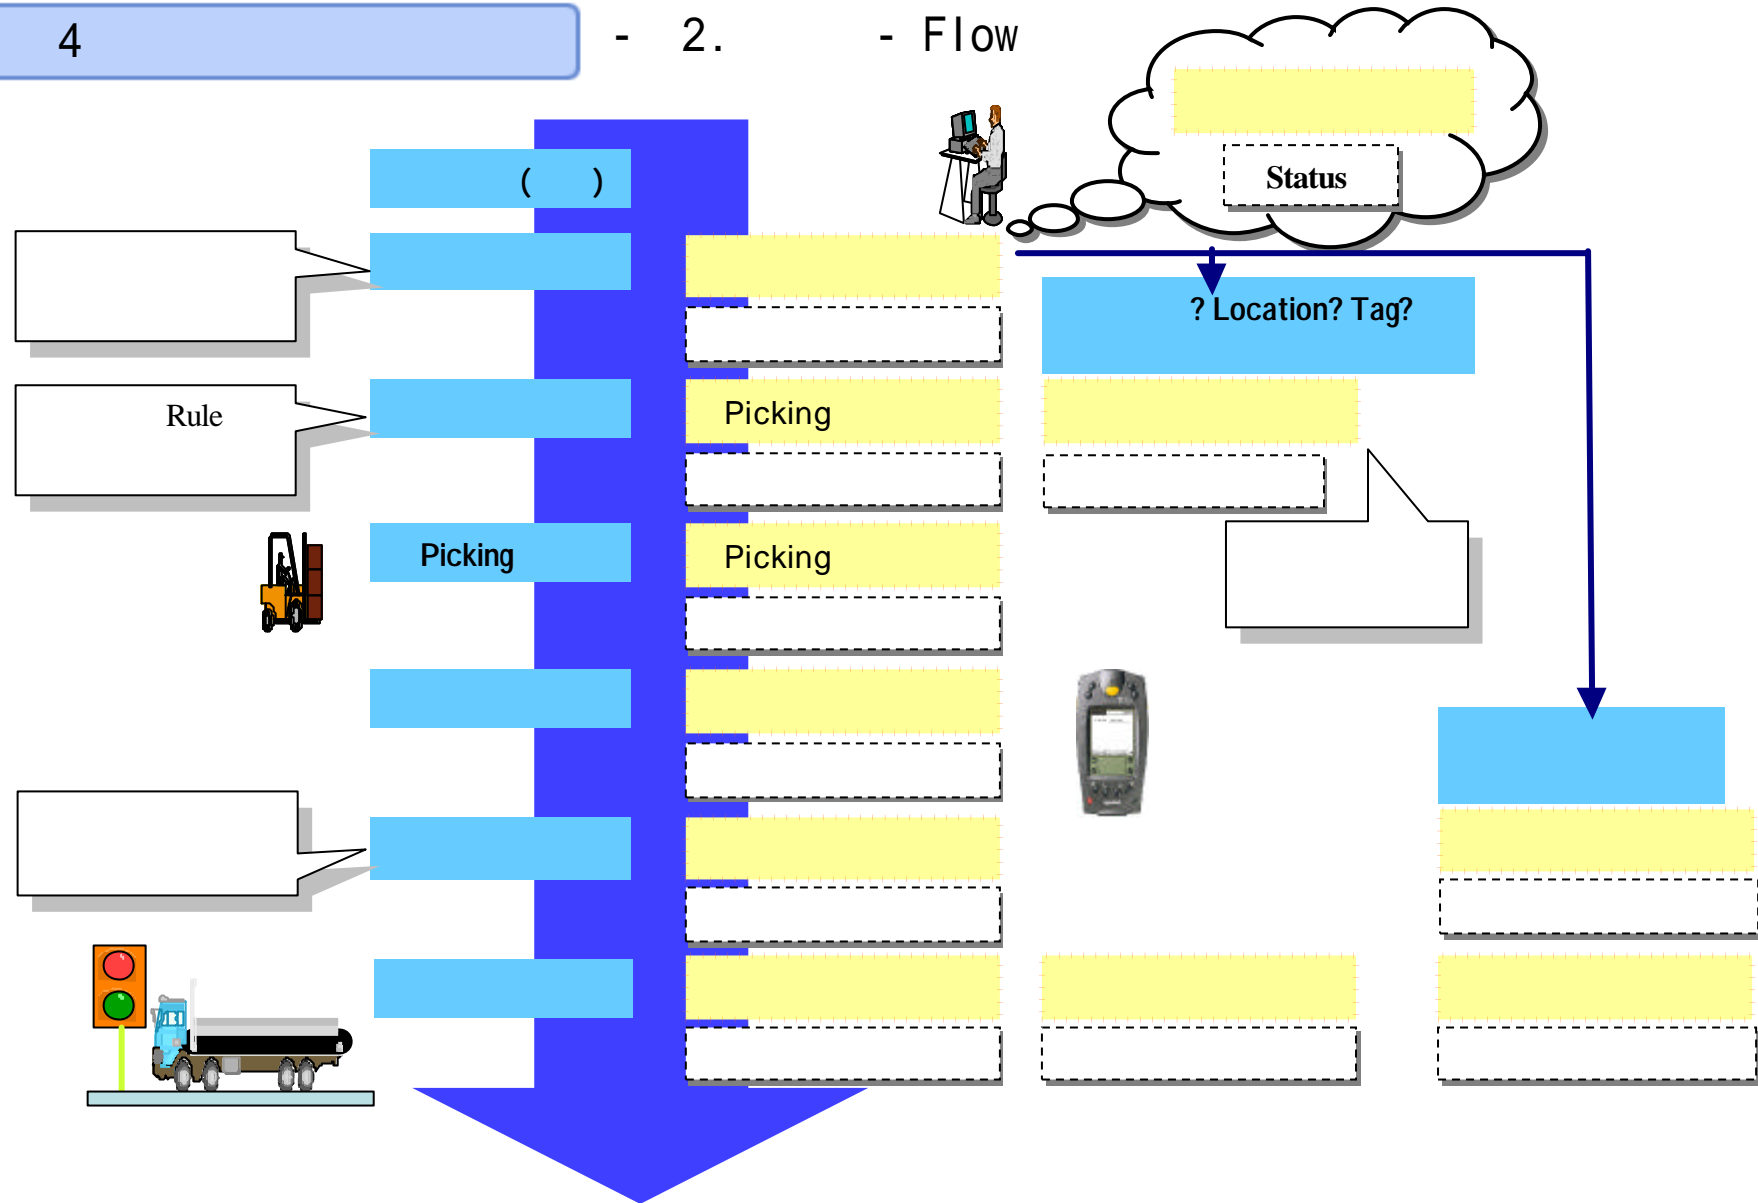 4 - 2. - Flow
Status
( )
? Location? Tag?
Rule
Picking
Picking
Picking